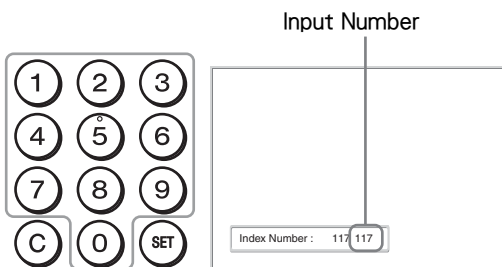 Input Number
1 2 3
4 5 6
7 8 9
C 0 SET
Index Number : 117 117